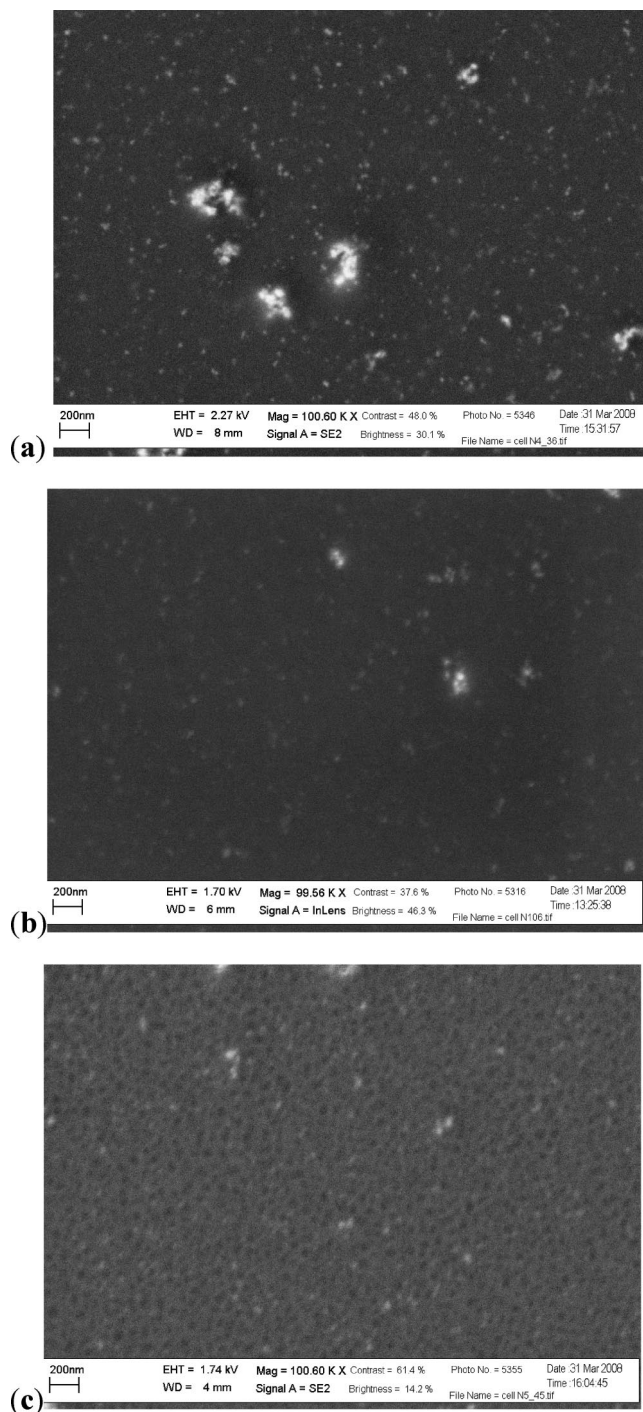 200nm EHT = 2.27 kV Mag = 100.60 K X Contrast = 48.0 % Photo No. = 5346 Date :31 Mar 2008
WD = 8 mm Signal A = SE2 Brightness = 30.1 % File Name = cell N4_36.tif Time :15:31:57
(a)
200nm EHT = 1.70 kV Mag = 99.56 K X Contrast = 37.6 % Photo No. = 5316 Date :31 Mar 2008
WD = 6 mm Signal A = InLens Brightness = 46.3 % File Name = cell N106.tif Time :13:25:38
(b)
200nm EHT = 1.74 kV Mag = 100.60 K X Contrast = 61.4 % Photo No. = 5355 Date :31 Mar 2008
WD = 4 mm Signal A = SE2 Brightness = 14.2 % File Name = cell N5_45.tif Time :16:04:45
(c)